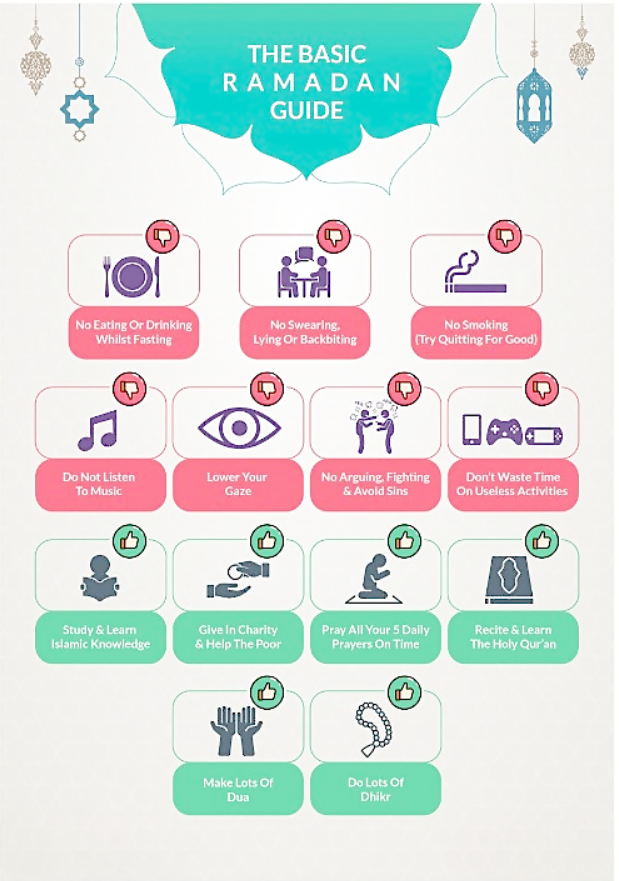 THE BASIC
RAMADAN
GUIDE
No Eating Or Drinking
Whilst Fasting
No Swearing,
Lying Or Backbiting
No Smoking
(Try Quitting For Good)
Do Not Listen
To Music
Lower Your
Gaze
No Arguing, Fighting
& Avoid Sins
Don't Waste Time
On Useless Activities
Study & Learn
Islamic Knowledge
Give In Charity
& Help The Poor
Pray All Your 5 Daily
Prayers On Time
Recite & Learn
The Holy Qur'an
Make Lots Of
Dua
Do Lots Of
Dhikr